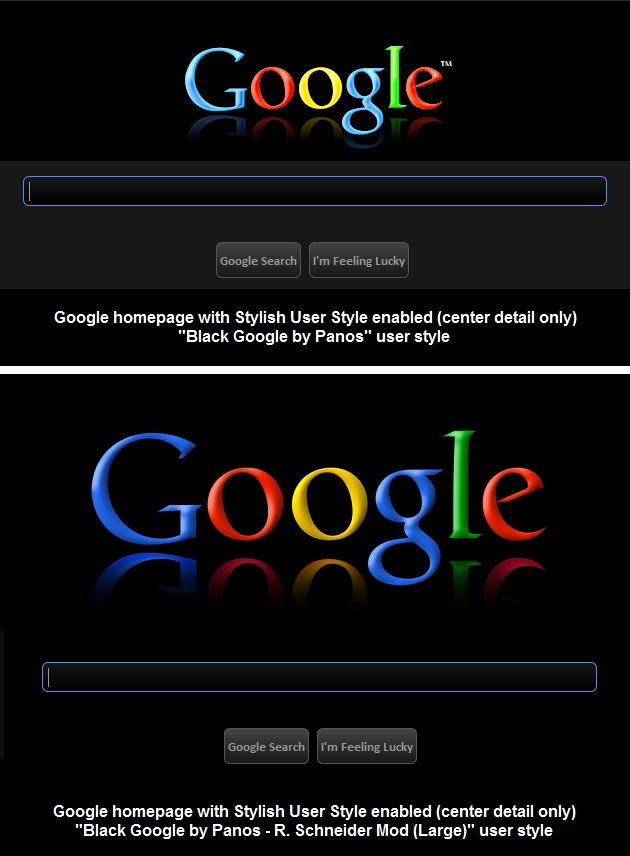 Google™
Google Search I'm Feeling Lucky
Google homepage with Stylish User Style enabled (center detail only)
"Black Google by Panos" user style
Google
Google Search I'm Feeling Lucky
Google homepage with Stylish User Style enabled (center detail only)
"Black Google by Panos - R. Schneider Mod (Large)" user style